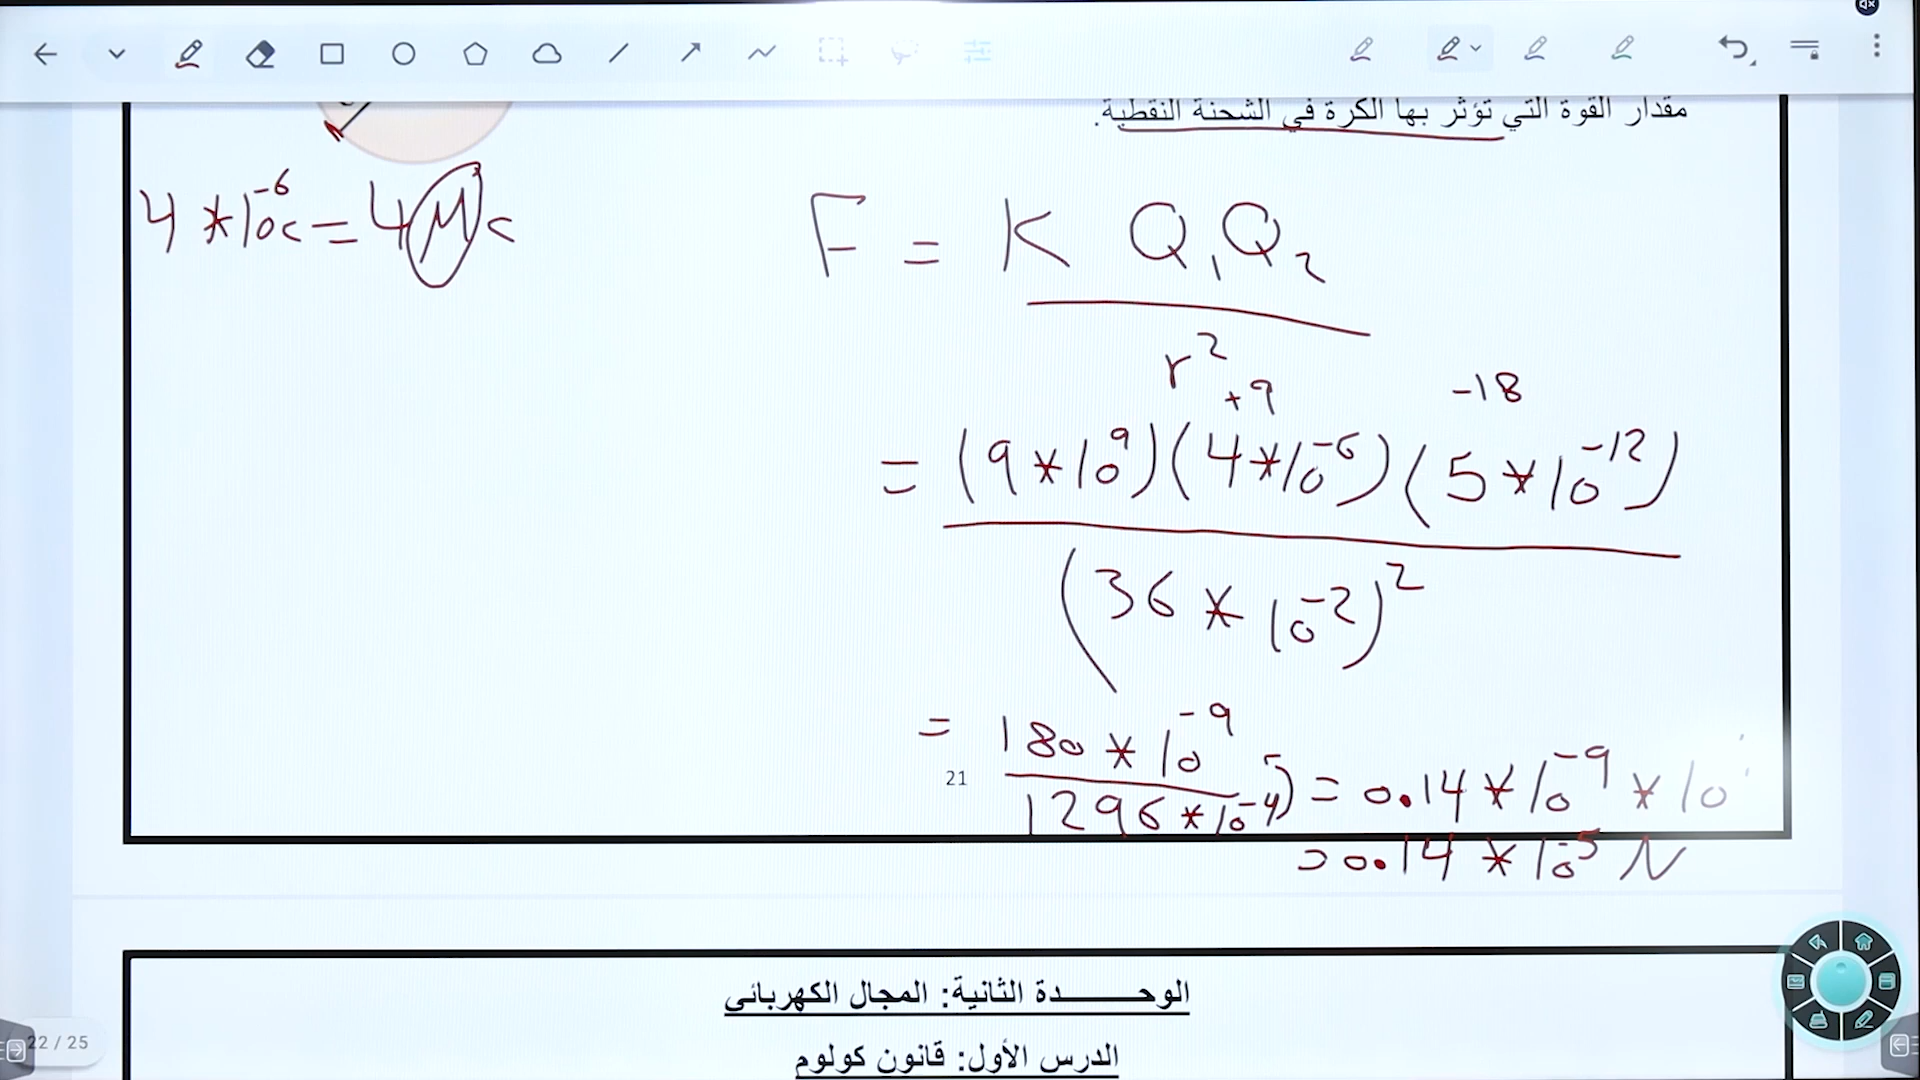 مقدار القوة التي تؤثر بها الكرة في الشحنة النقطية.
4 * 10^-6 c = 4 M c
F = K Q1 Q2
r^2
+9 -18
= (9 * 10^9) (4 * 10^-6) (5 * 10^-12)
(36 * 10^-2)^2
= 180 * 10^-9
21
1296 * 10^-4) = 0.14 * 10^-9 * 10
= 0.14 * 10^-5 N
الوحـــــــدة الثانية: المجال الكهربائي
الدرس الأول: قانون كولوم
22 / 25